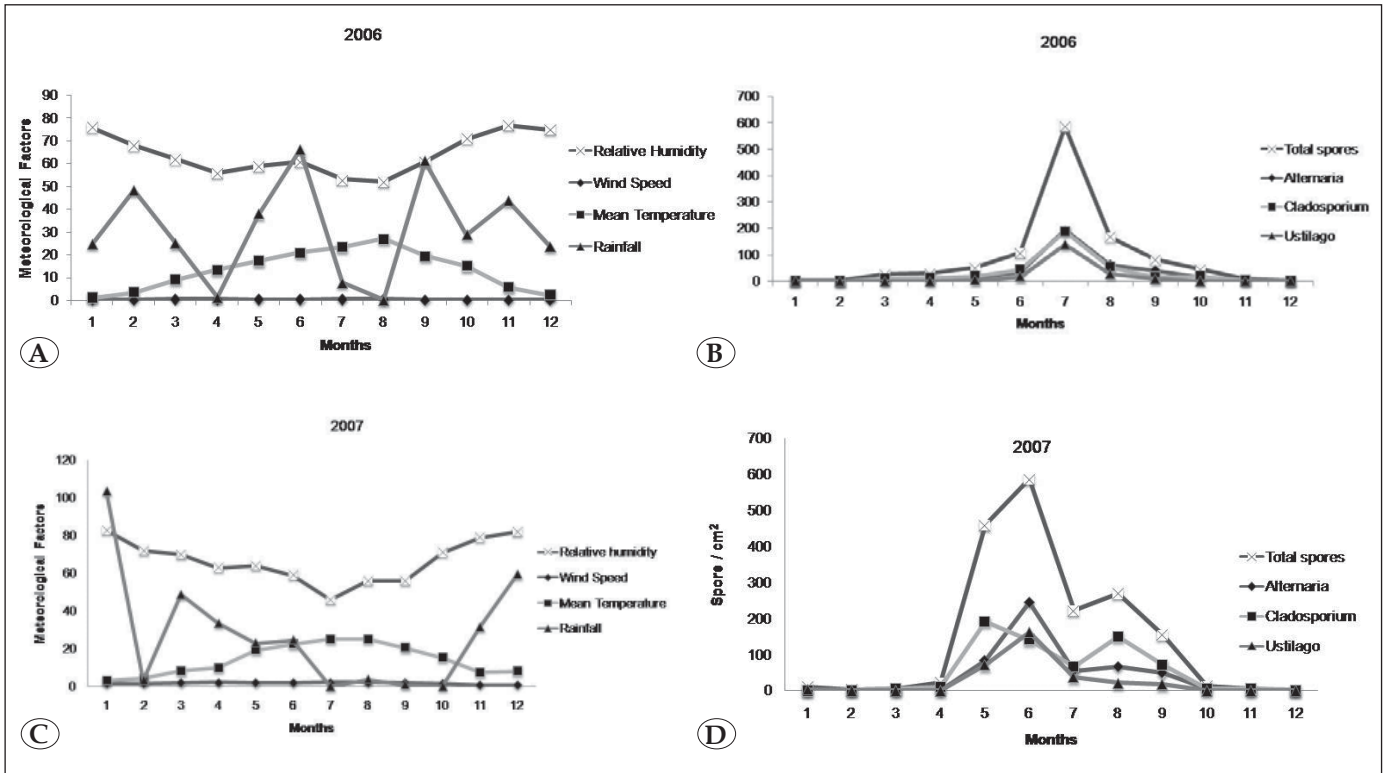 2006
Meteorological Factors
90
80
70
60
50
40
30
20
10
0
1 2 3 4 5 6 7 8 9 10 11 12
Months
Relative Humidity
Wind Speed
Mean Temperature
Rainfall
A
2006
700
600
500
400
300
200
100
0
1 2 3 4 5 6 7 8 9 10 11 12
Months
Total spores
Alternaria
Cladosporium
Ustilago
B
2007
Meteorological Factors
120
100
80
60
40
20
0
1 2 3 4 5 6 7 8 9 10 11 12
Months
Relative humidity
Wind Speed
Mean Temperature
Rainfall
C
2007
Spore / cm²
700
600
500
400
300
200
100
0
1 2 3 4 5 6 7 8 9 10 11 12
Months
Total spores
Alternaria
Cladosporium
Ustilago
D